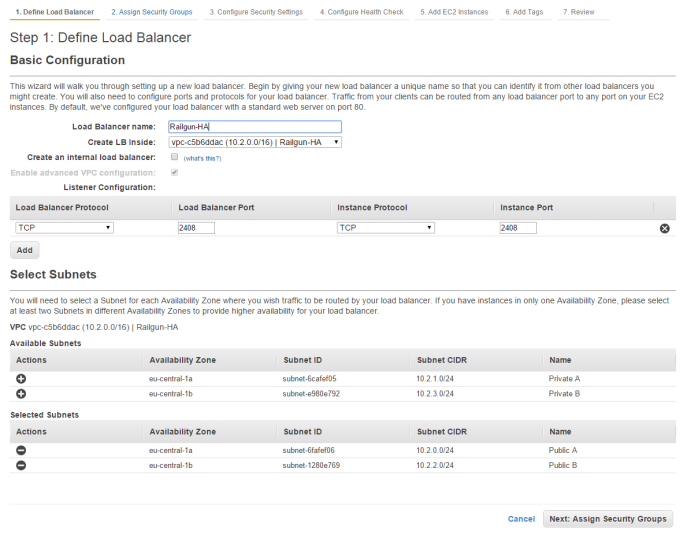 1. Define Load Balancer 2. Assign Security Groups 3. Configure Security Settings 4. Configure Health Check 5. Add EC2 Instances 6. Add Tags 7. Review
Step 1: Define Load Balancer
Basic Configuration
This wizard will walk you through setting up a new load balancer. Begin by giving your new load balancer a unique name so that you can identify it from other load balancers you
might create. You will also need to configure ports and protocols for your load balancer. Traffic from your clients can be routed from any load balancer port to any port on your EC2
instances. By default, we've configured your load balancer with a standard web server on port 80.
Load Balancer name: Railgun-HA
Create LB Inside: vpc-c5b6ddac (10.2.0.0/16) | Railgun-HA
Create an internal load balancer: (what's this?)
Enable advanced VPC configuration:
Listener Configuration:
Load Balancer Protocol Load Balancer Port Instance Protocol Instance Port
TCP 2408 TCP 2408
Add
Select Subnets
You will need to select a Subnet for each Availability Zone where you wish traffic to be routed by your load balancer. If you have instances in only one Availability Zone, please select
at least two Subnets in different Availability Zones to provide higher availability for your load balancer.
VPC vpc-c5b6ddac (10.2.0.0/16) | Railgun-HA
Available Subnets
Actions Availability Zone Subnet ID Subnet CIDR Name
eu-central-1a subnet-6cafef05 10.2.1.0/24 Private A
eu-central-1b subnet-e980e792 10.2.3.0/24 Private B
Selected Subnets
Actions Availability Zone Subnet ID Subnet CIDR Name
eu-central-1a subnet-6fafef06 10.2.0.0/24 Public A
eu-central-1b subnet-1280e769 10.2.2.0/24 Public B
Cancel Next: Assign Security Groups